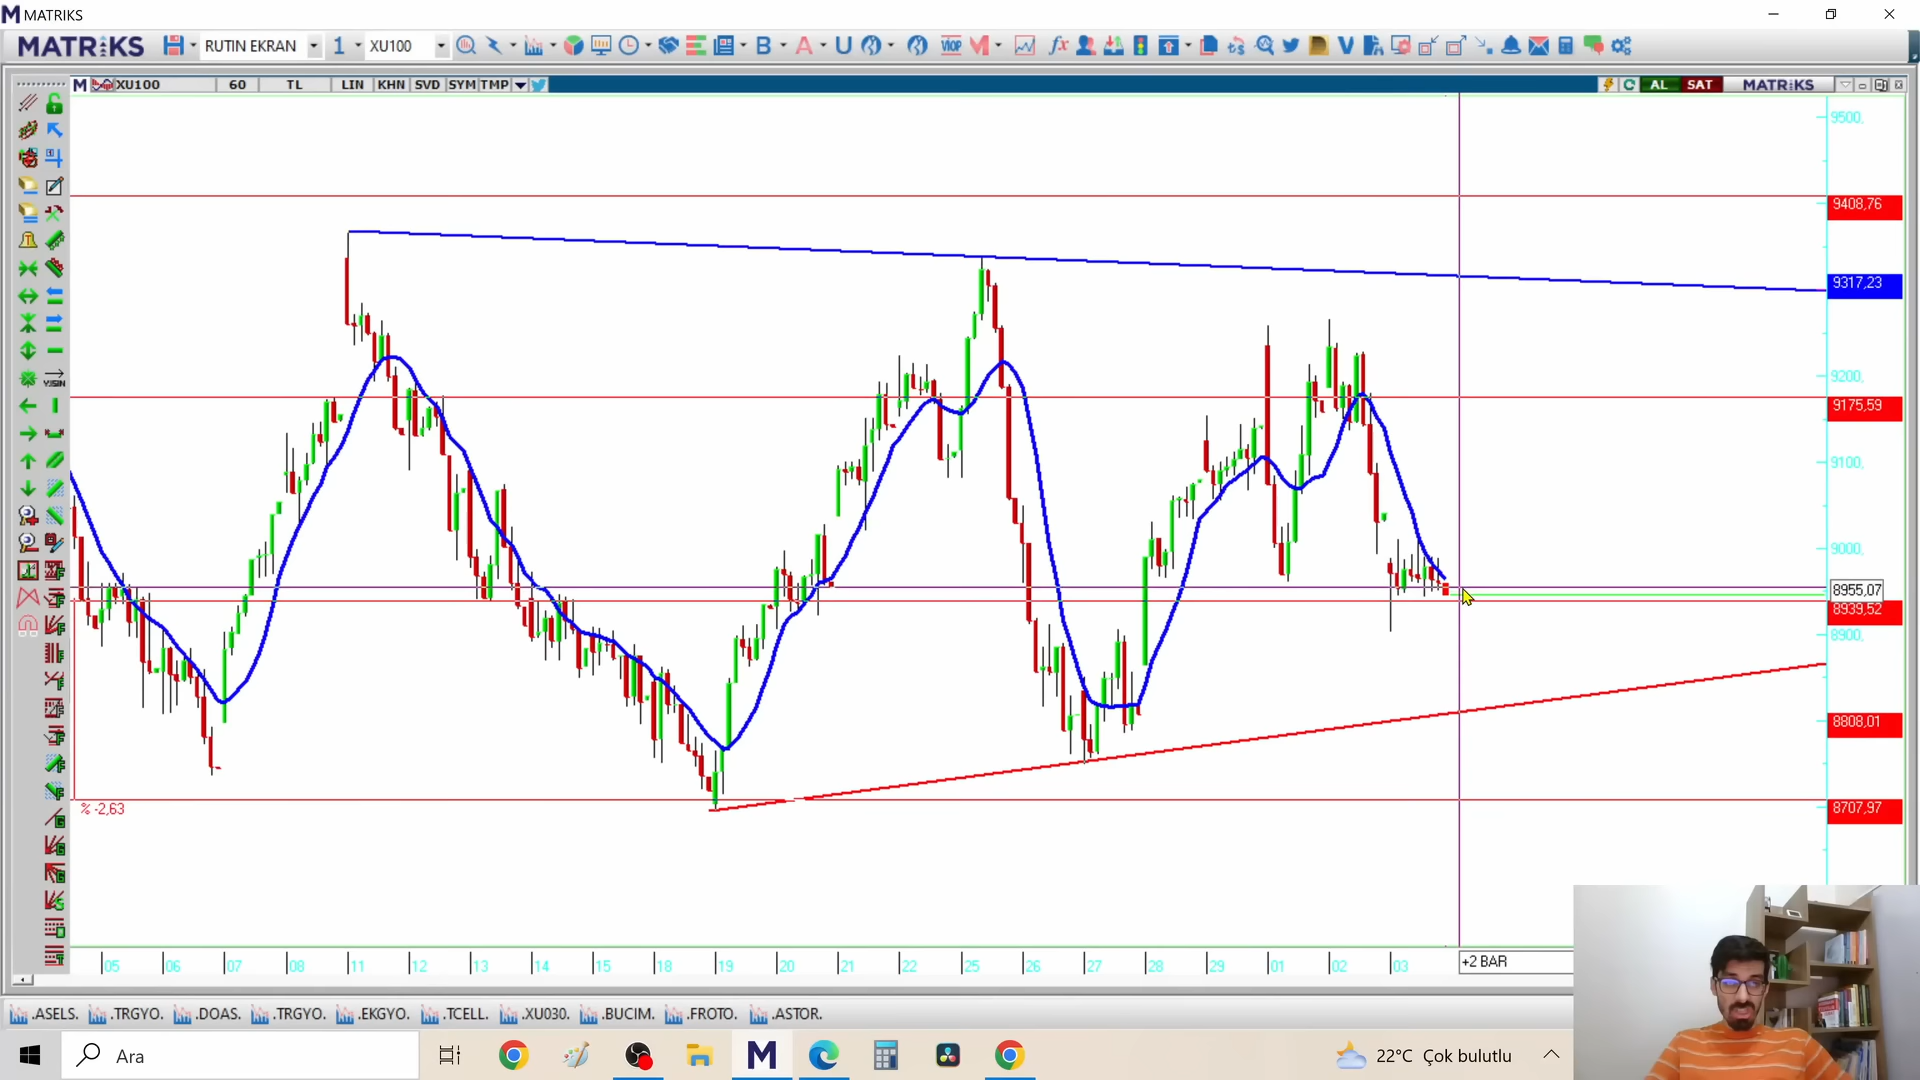 MATRIKS
MATRIKS RUTIN EKRAN 1 XU100 B A U VIOP M fx V
M XU100 60 TL LIN KHN SVD SYM TMP C AL SAT MATRIKS
9500,
9408,76
9317,23
9200,
9175,59
9100,
9000,
8955,07
8939,52
8900,
8808,01
8707,97
% -2,63
05 06 07 08 11 12 13 14 15 18 19 20 21 22 25 26 27 28 29 01 02 03 +2 BAR
.ASELS. .TRGYO. .DOAS. .TRGYO. .EKGYO. .TCELL. .XU030. .BUCIM. .FROTO. .ASTOR.
Ara M 22°C Çok bulutlu